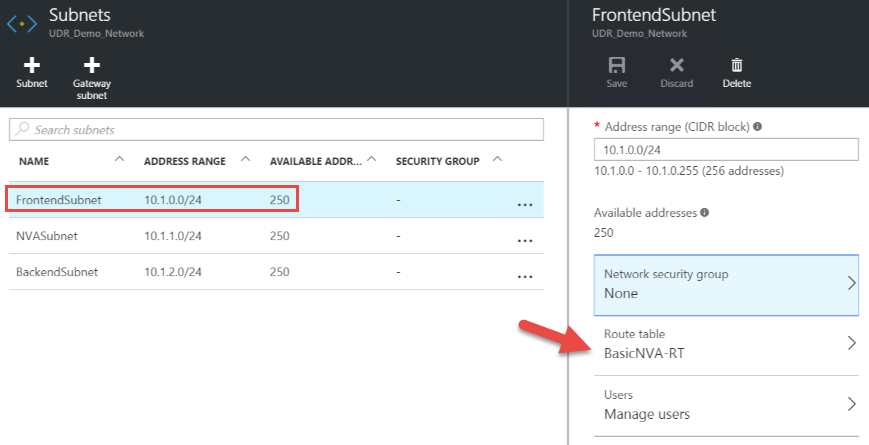 Subnets
UDR_Demo_Network
Subnet
Gateway
subnet
Search subnets
NAME ADDRESS RANGE AVAILABLE ADDR... SECURITY GROUP
FrontendSubnet 10.1.0.0/24 250 - ...
NVASubnet 10.1.1.0/24 250 - ...
BackendSubnet 10.1.2.0/24 250 - ...
FrontendSubnet
UDR_Demo_Network
Save Discard Delete
* Address range (CIDR block)
10.1.0.0/24
10.1.0.0 - 10.1.0.255 (256 addresses)
Available addresses
250
Network security group
None
Route table
BasicNVA-RT
Users
Manage users